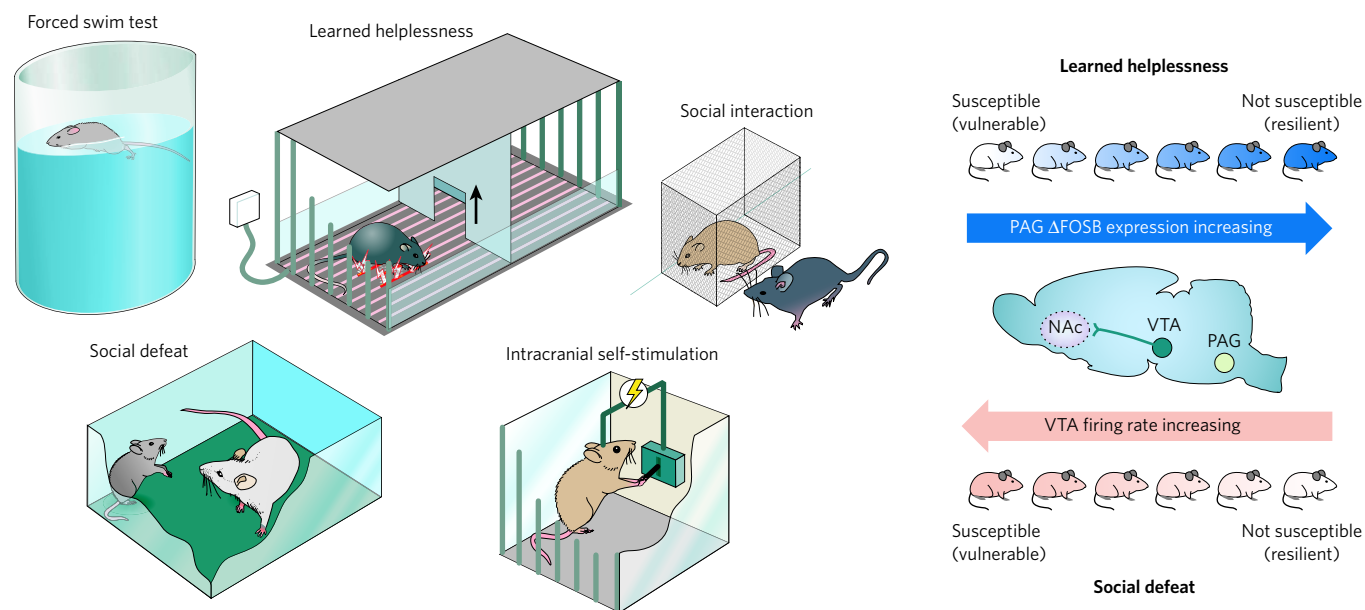 Forced swim test
Learned helplessness
Social interaction
Social defeat
Intracranial self-stimulation
Learned helplessness
Susceptible
(vulnerable)
Not susceptible
(resilient)
PAG ΔFOSB expression increasing
NAc
VTA
PAG
VTA firing rate increasing
Susceptible
(vulnerable)
Not susceptible
(resilient)
Social defeat